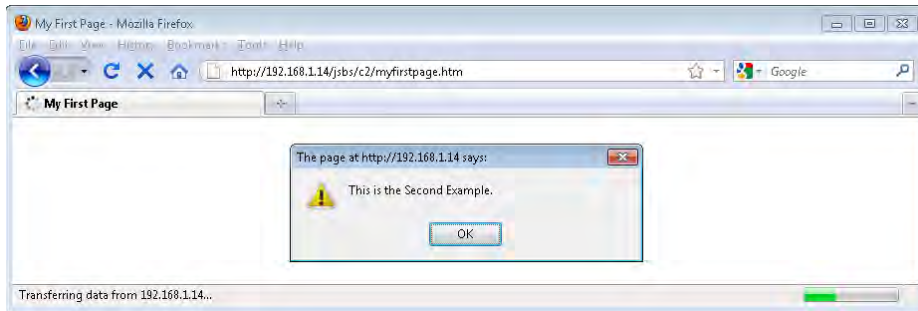 My First Page - Mozilla Firefox
File Edit View History Bookmarks Tools Help
http://192.168.1.14/jsbs/c2/myfirstpage.htm
Google
My First Page
The page at http://192.168.1.14 says:
This is the Second Example.
OK
Transferring data from 192.168.1.14...